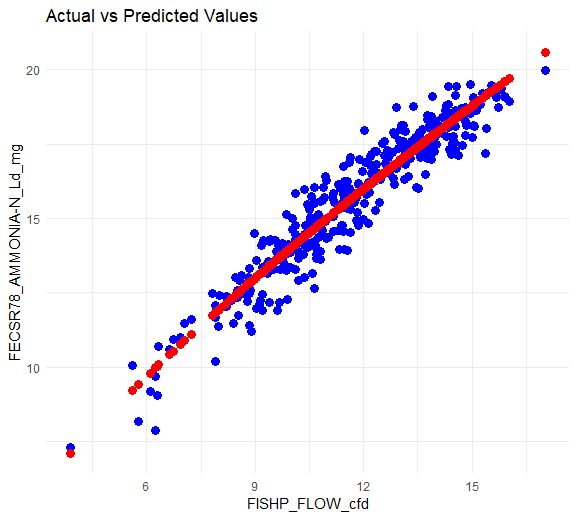 Actual vs Predicted Values
FECSR78_AMMONIA-N_Ld_mg
20
15
10
6
9
12
15
FISHP_FLOW_cfd